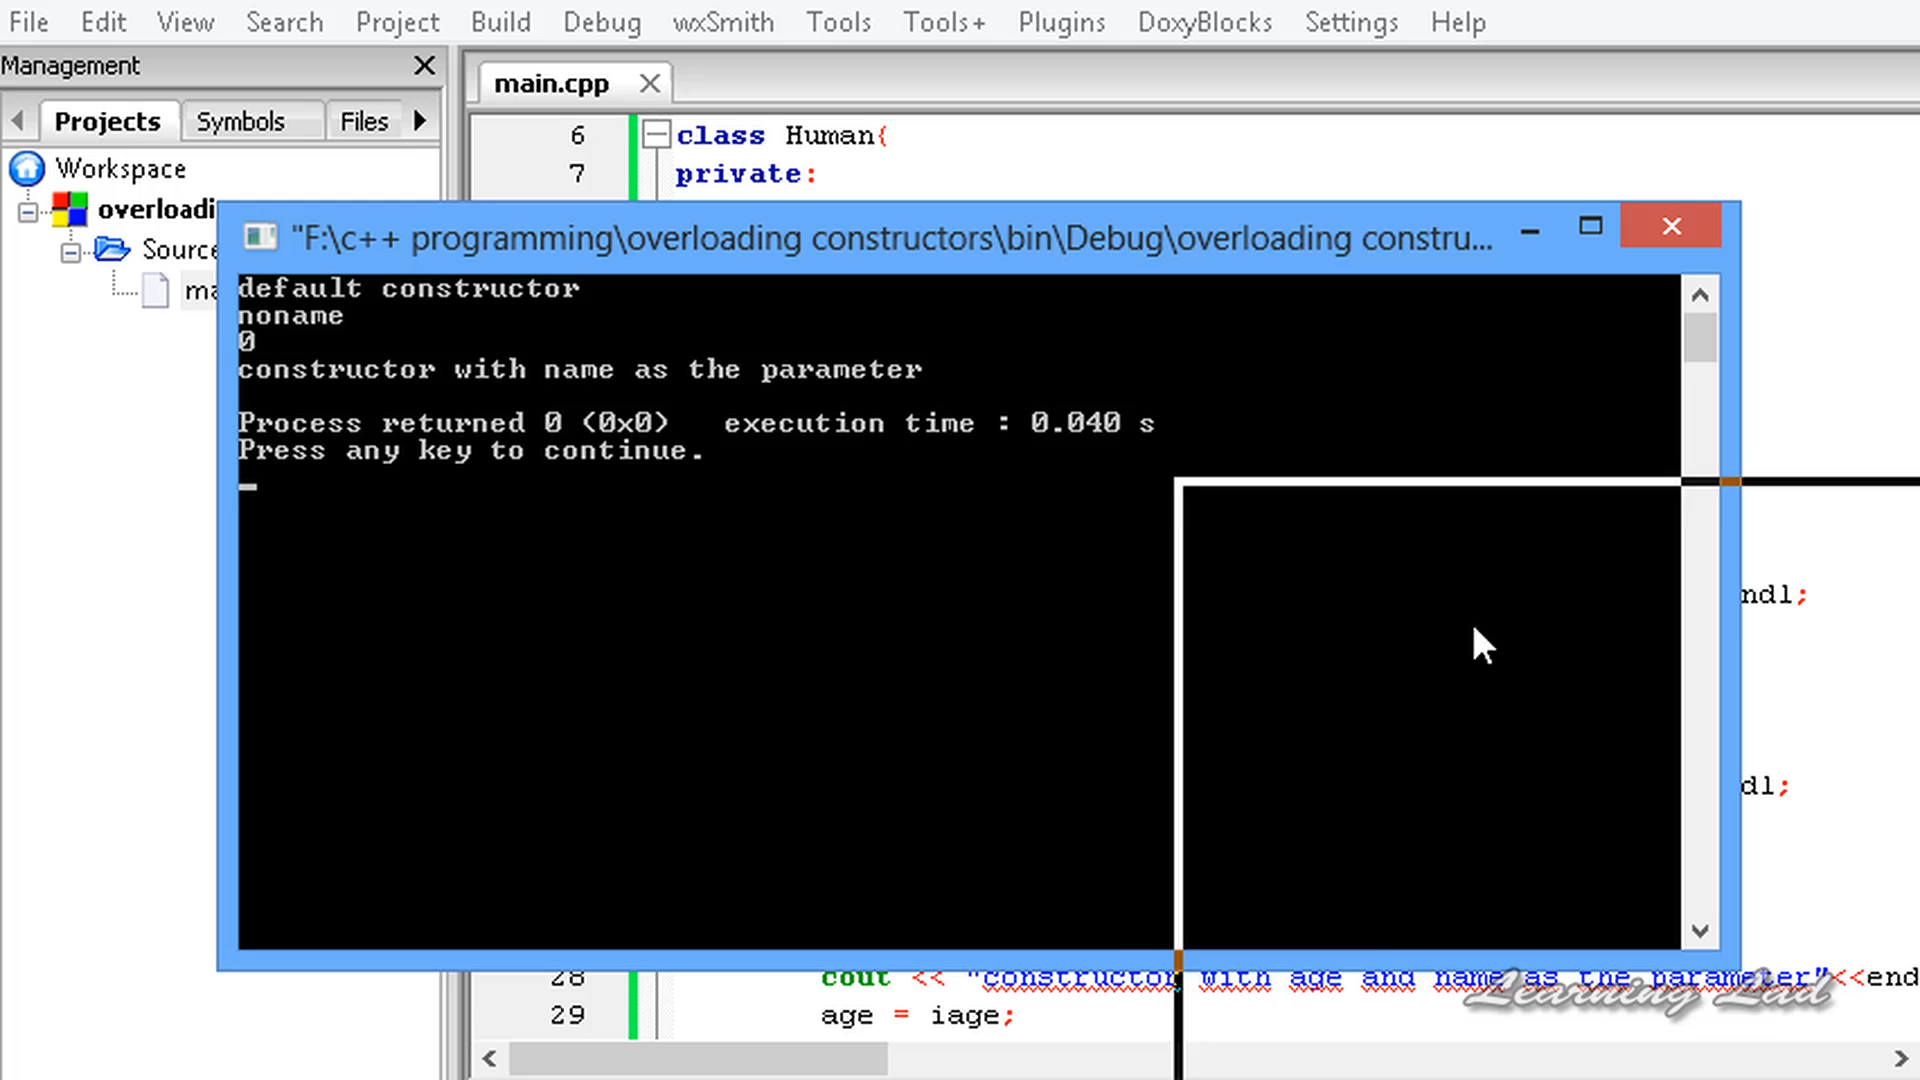 File Edit View Search Project Build Debug wxSmith Tools Tools+ Plugins DoxyBlocks Settings Help
Management
main.cpp
Projects Symbols Files
6 class Human{
7 private:
Workspace
overloadi
Source
ma
"F:\c++ programming\overloading constructors\bin\Debug\overloading constru...
default constructor
noname
0
constructor with name as the parameter
Process returned 0 (0x0) execution time : 0.040 s
Press any key to continue.
ndl;
dl;
28 cout << "constructor with age and name as the parameter"<<end
29 age = iage;
Learning Lad